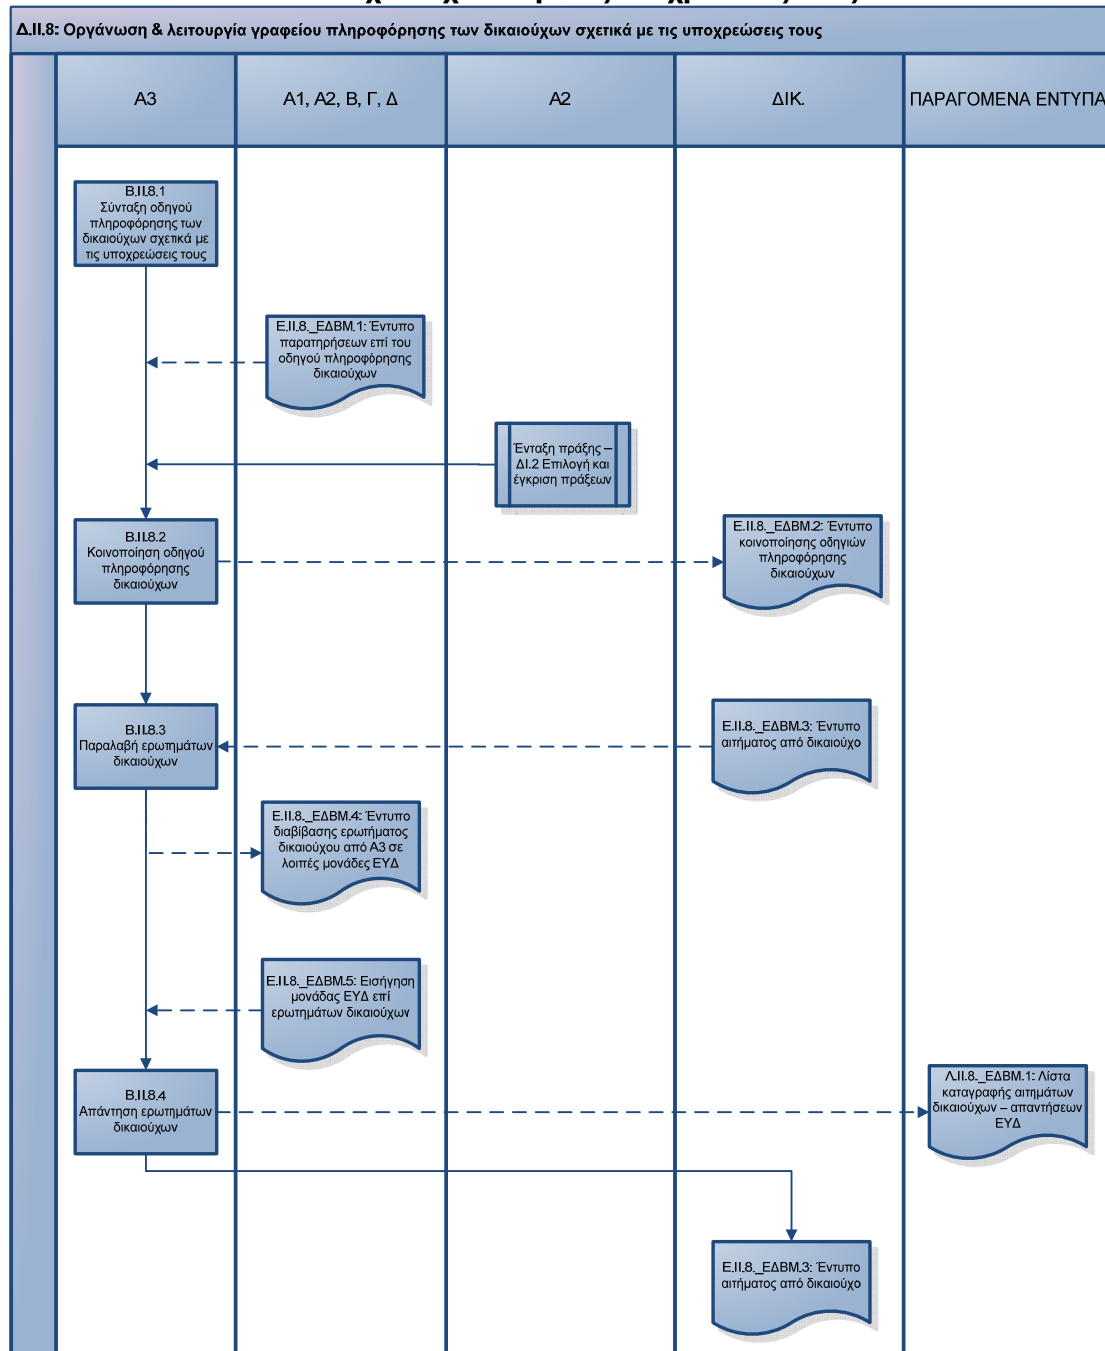 Δ.ΙΙ.8: Οργάνωση & λειτουργία γραφείου πληροφόρησης των δικαιούχων σχετικά με τις υποχρεώσεις τους
Α3
Α1, Α2, Β, Γ, Δ
Α2
ΔΙΚ.
ΠΑΡΑΓΟΜΕΝΑ ΕΝΤΥΠΑ
Β.ΙΙ.8.1
Σύνταξη οδηγού
πληροφόρησης των
δικαιούχων σχετικά με
τις υποχρεώσεις τους
Ε.ΙΙ.8._ΕΔΒΜ.1: Έντυπο
παρατηρήσεων επί του
οδηγού πληροφόρησης
δικαιούχων
Ένταξη πράξης –
ΔΙ.2 Επιλογή και
έγκριση πράξεων
Β.ΙΙ.8.2
Κοινοποίηση οδηγού
πληροφόρησης
δικαιούχων
Ε.ΙΙ.8._ΕΔΒΜ.2: Έντυπο
κοινοποίησης οδηγιών
πληροφόρησης
δικαιούχων
Β.ΙΙ.8.3
Παραλαβή ερωτημάτων
δικαιούχων
Ε.ΙΙ.8._ΕΔΒΜ.3: Έντυπο
αιτήματος από δικαιούχο
Ε.ΙΙ.8._ΕΔΒΜ.4: Έντυπο
διαβίβασης ερωτήματος
δικαιούχου από Α3 σε
λοιπές μονάδες ΕΥΔ
Ε.ΙΙ.8._ΕΔΒΜ.5: Εισήγηση
μονάδας ΕΥΔ επί
ερωτημάτων δικαιούχων
Β.ΙΙ.8.4
Απάντηση ερωτημάτων
δικαιούχων
Λ.ΙΙ.8._ΕΔΒΜ.1: Λίστα
καταγραφής αιτημάτων
δικαιούχων – απαντήσεων
ΕΥΔ
Ε.ΙΙ.8._ΕΔΒΜ.3: Έντυπο
αιτήματος από δικαιούχο